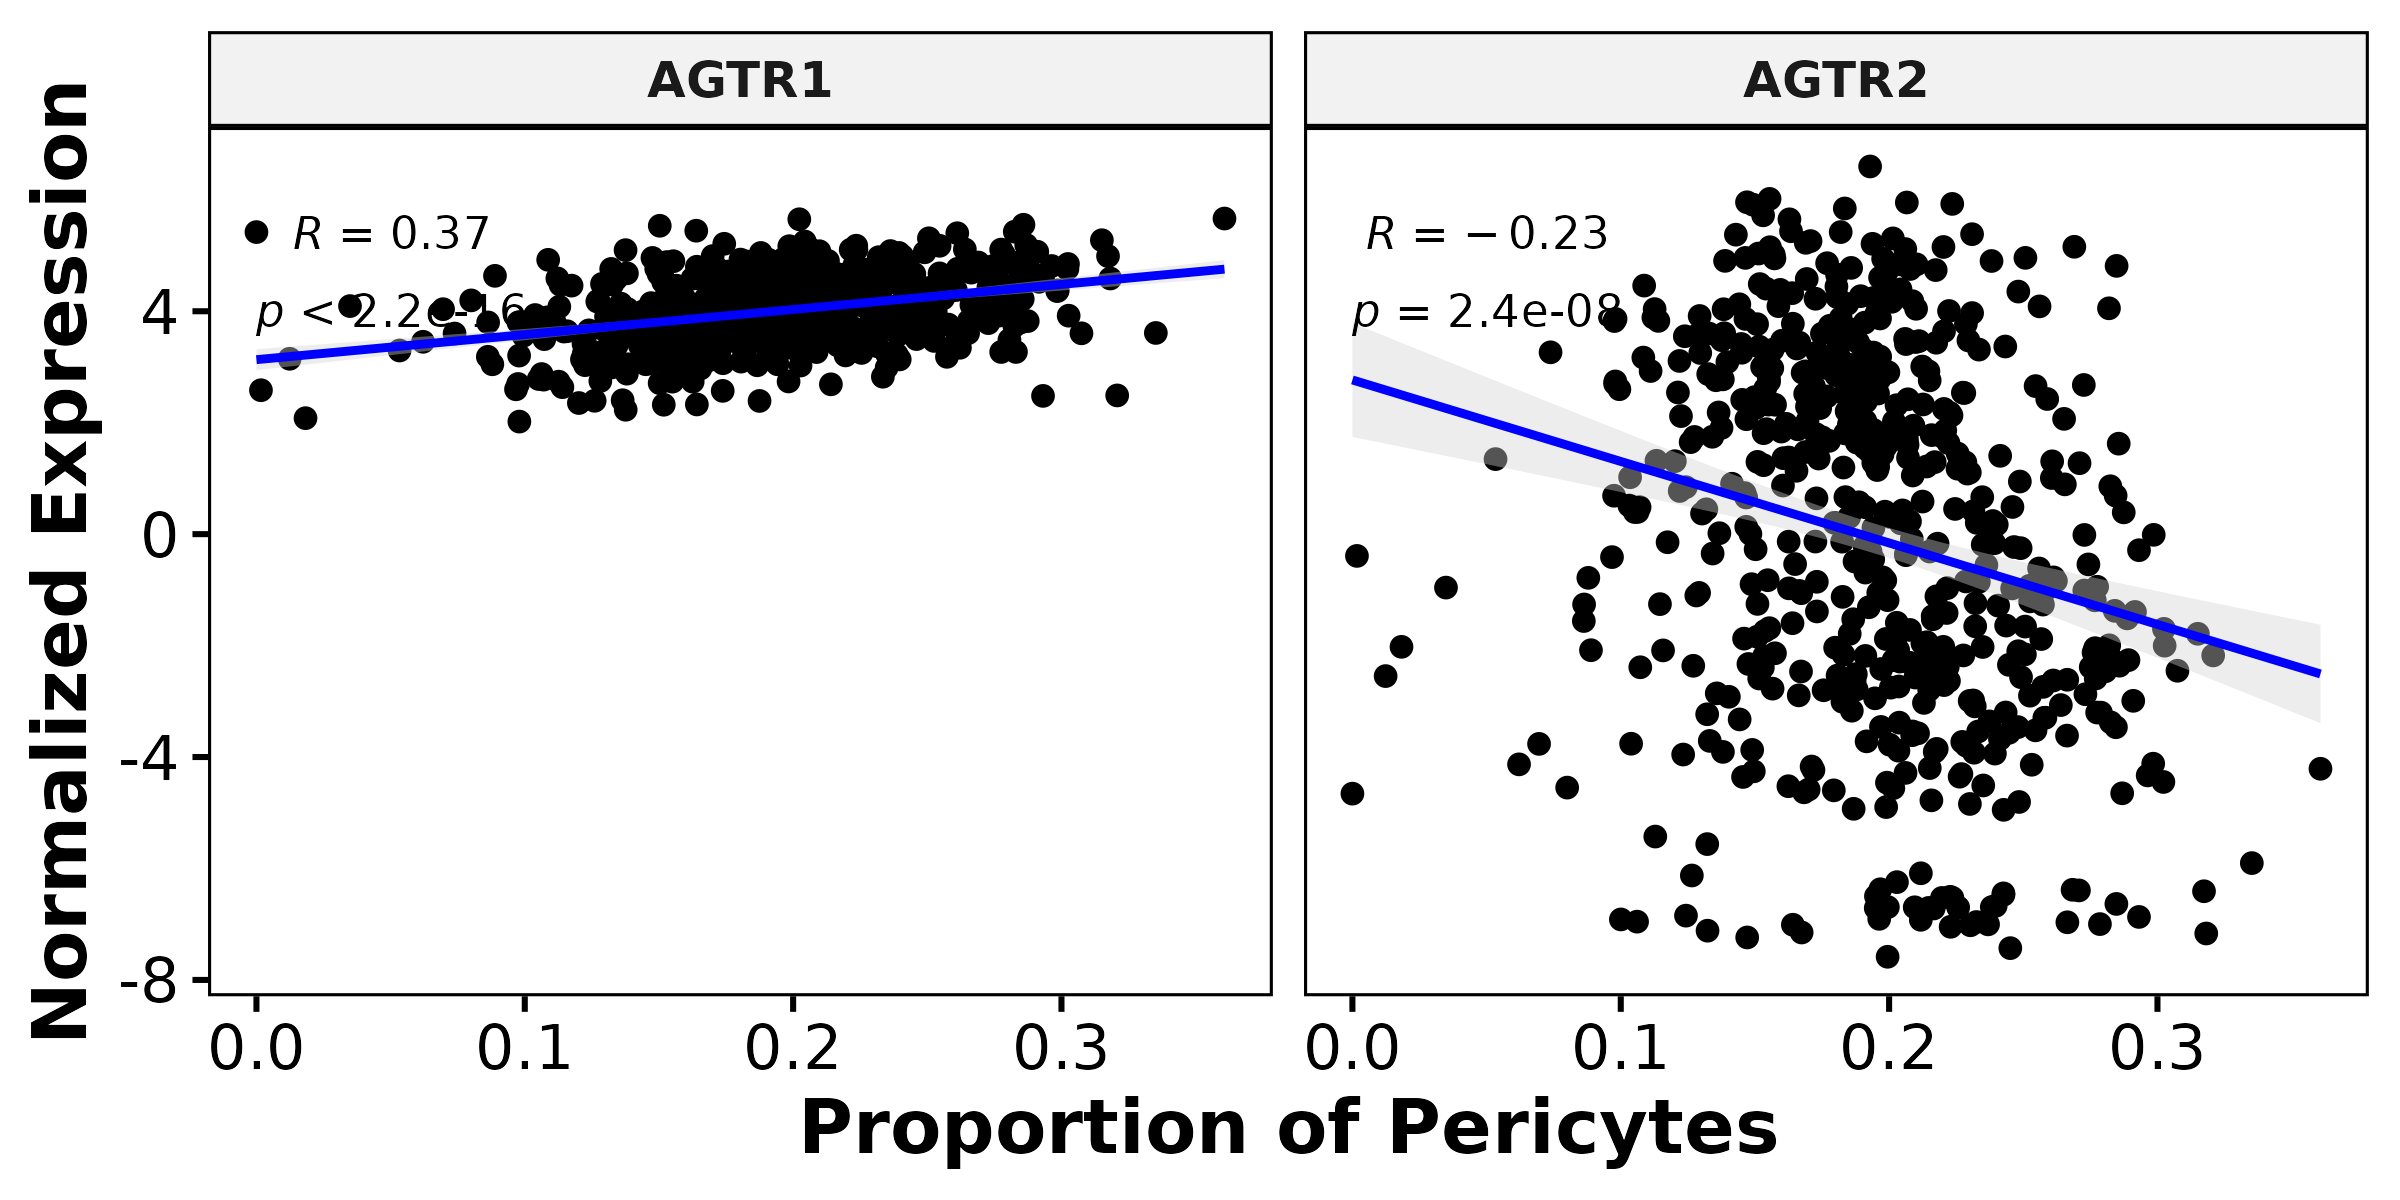 AGTR1
AGTR2
R = 0.37
p < 2.2e-16
R = −0.23
p = 2.4e-08
4
0
-4
-8
0.0 0.1 0.2 0.3
0.0 0.1 0.2 0.3
Normalized Expression
Proportion of Pericytes